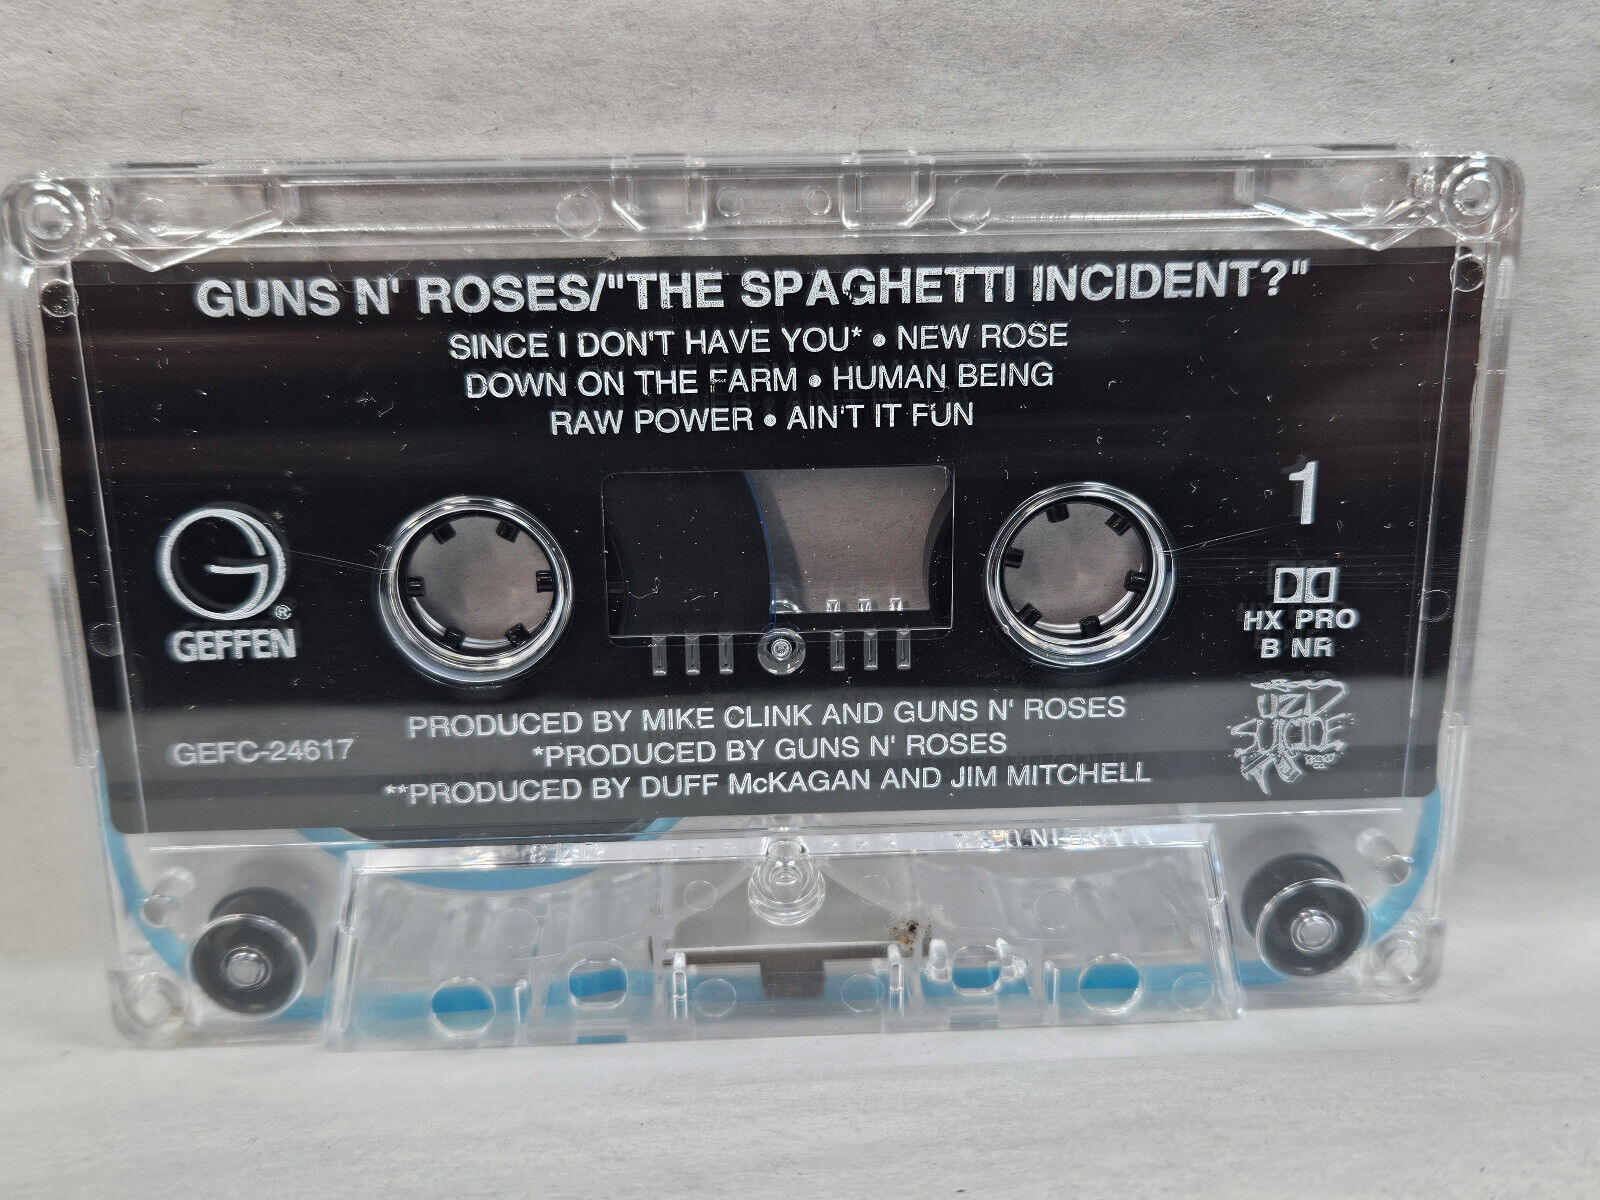 GUNS N' ROSES/"THE SPAGHETTI INCIDENT?"
SINCE I DON'T HAVE YOU* • NEW ROSE
DOWN ON THE FARM • HUMAN BEING
RAW POWER • AIN'T IT FUN
1
G®
GEFFEN
HX PRO
B NR
GEFC-24617
PRODUCED BY MIKE CLINK AND GUNS N' ROSES
*PRODUCED BY GUNS N' ROSES
**PRODUCED BY DUFF McKAGAN AND JIM MITCHELL
UZI
SUICIDE